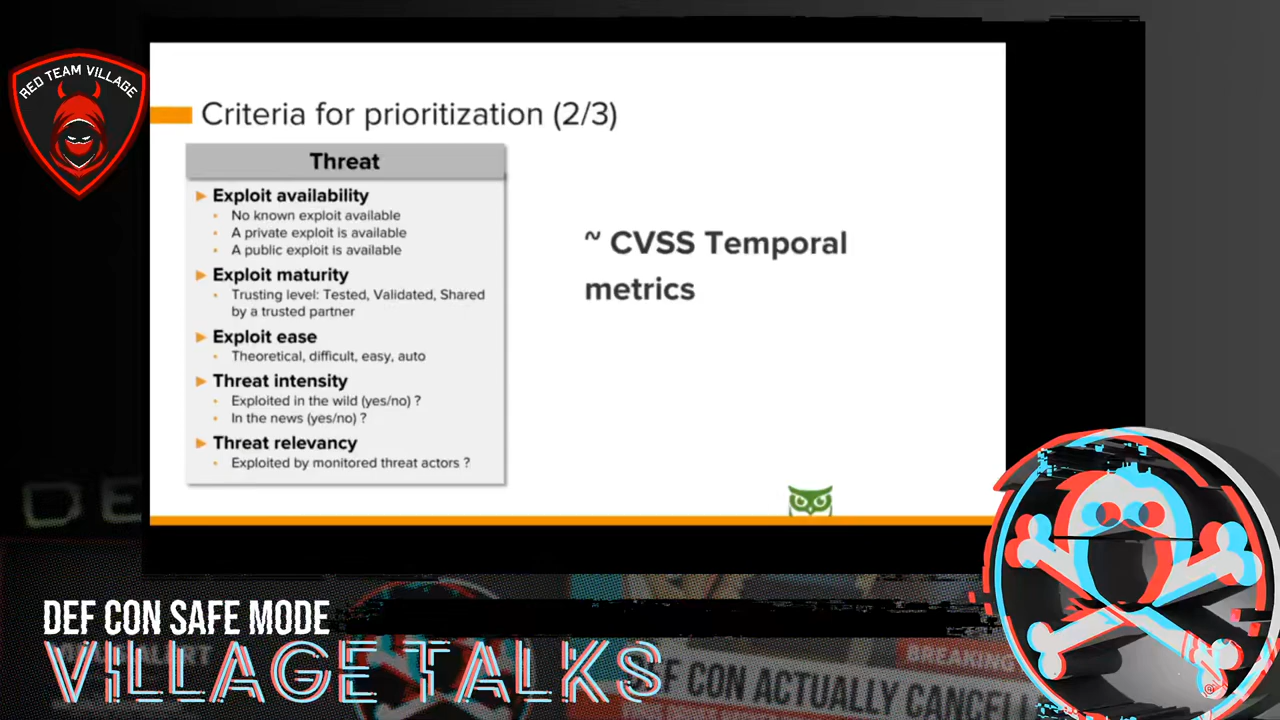 RED TEAM VILLAGE
Criteria for prioritization (2/3)
Threat
Exploit availability
No known exploit available
A private exploit is available
A public exploit is available
Exploit maturity
Trusting level: Tested, Validated, Shared
by a trusted partner
Exploit ease
Theoretical, difficult, easy, auto
Threat intensity
Exploited in the wild (yes/no) ?
In the news (yes/no) ?
Threat relevancy
Exploited by monitored threat actors ?
~ CVSS Temporal
metrics
DE
DEF CON SAFE MODE
VILLAGE TALKS
BREAKING
F CON ACTUALLY CANCELL